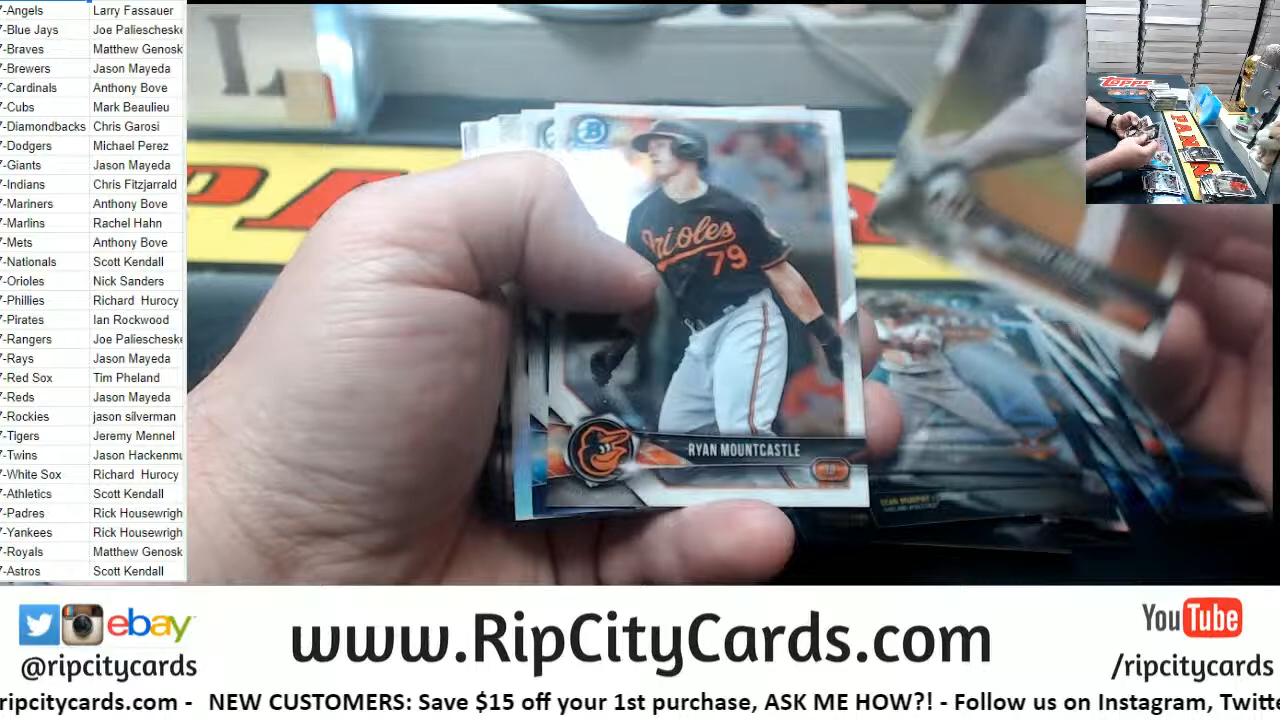 7-Angels Larry Fassauer
7-Blue Jays Joe Paliescheske
7-Braves Matthew Genosk
7-Brewers Jason Mayeda
7-Cardinals Anthony Bove
7-Cubs Mark Beaulieu
7-Diamondbacks Chris Garosi
7-Dodgers Michael Perez
7-Giants Jason Mayeda
7-Indians Chris Fitzjarrald
7-Mariners Anthony Bove
7-Marlins Rachel Hahn
7-Mets Anthony Bove
7-Nationals Scott Kendall
7-Orioles Nick Sanders
7-Phillies Richard Hurocy
7-Pirates Ian Rockwood
7-Rangers Joe Paliescheske
7-Rays Jason Mayeda
7-Red Sox Tim Pheland
7-Reds Jason Mayeda
7-Rockies jason silverman
7-Tigers Jeremy Mennel
7-Twins Jason Hackenmu
7-White Sox Richard Hurocy
7-Athletics Scott Kendall
7-Padres Rick Housewrigh
7-Yankees Rick Housewrigh
7-Royals Matthew Genosk
7-Astros Scott Kendall
Topps
PANIN
B
Orioles
79
RYAN MOUNTCASTLE
SEAN MURPHY
ebay
@ripcitycards
www.RipCityCards.com
YouTube
/ripcitycards
ripcitycards.com - NEW CUSTOMERS: Save $15 off your 1st purchase, ASK ME HOW?! - Follow us on Instagram, Twitte